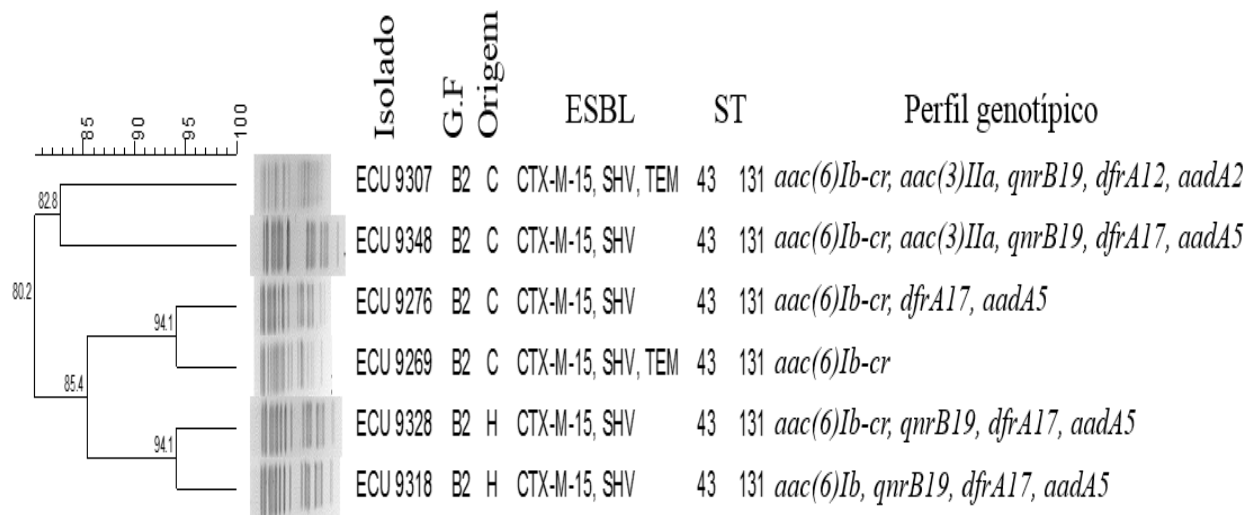 85 90 95 100 Isolado G.F Origem ESBL ST Perfil genotípico
ECU 9307 B2 C CTX-M-15, SHV, TEM 43 131 aac(6)Ib-cr, aac(3)IIa, qnrB19, dfrA12, aadA2
82.8
ECU 9348 B2 C CTX-M-15, SHV 43 131 aac(6)Ib-cr, aac(3)IIa, qnrB19, dfrA17, aadA5
80.2
ECU 9276 B2 C CTX-M-15, SHV 43 131 aac(6)Ib-cr, dfrA17, aadA5
94.1
ECU 9269 B2 C CTX-M-15, SHV, TEM 43 131 aac(6)Ib-cr
85.4
ECU 9328 B2 H CTX-M-15, SHV 43 131 aac(6)Ib-cr, qnrB19, dfrA17, aadA5
94.1
ECU 9318 B2 H CTX-M-15, SHV 43 131 aac(6)Ib, qnrB19, dfrA17, aadA5